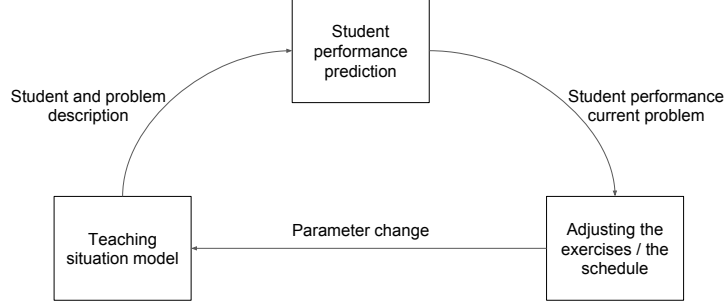 Student
performance
prediction
Student and problem
description
Student performance
current problem
Teaching
situation model
Parameter change
Adjusting the
exercises / the
schedule